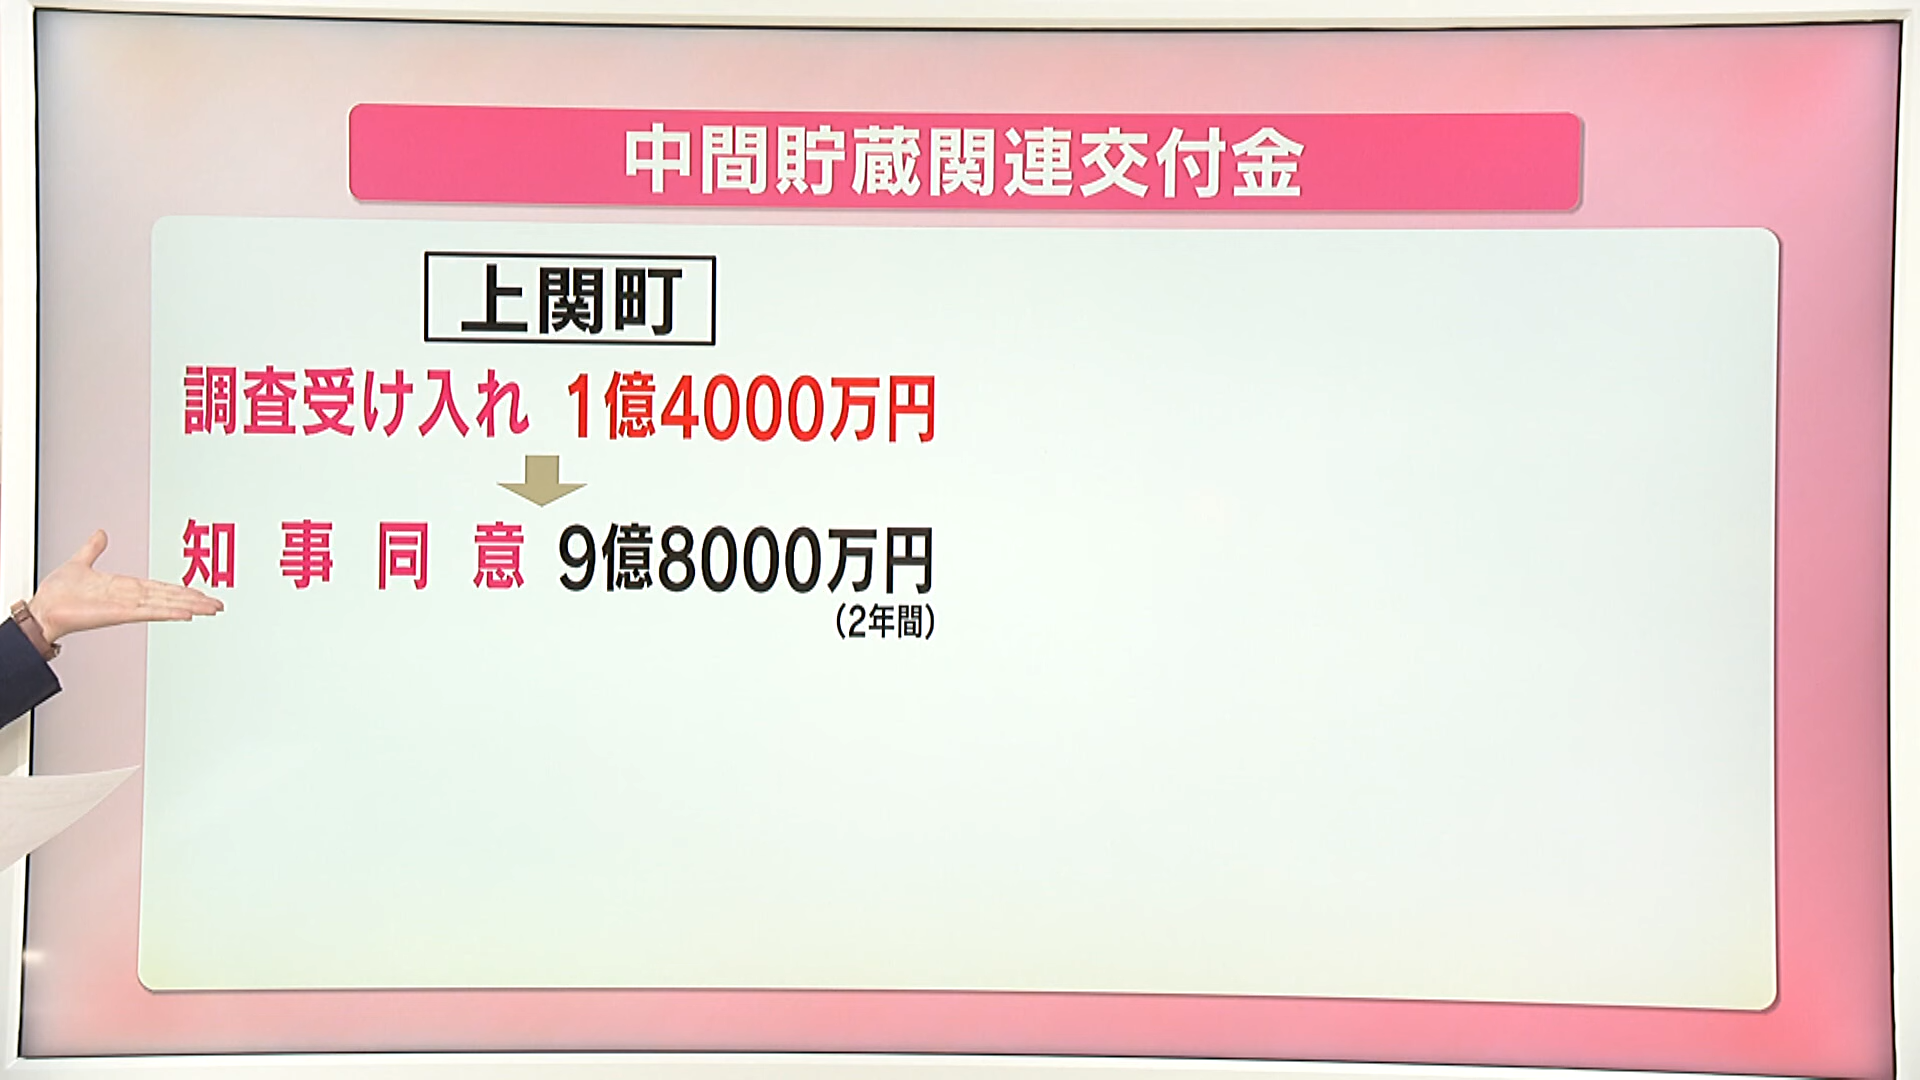 中間貯蔵関連交付金
上関町
調査受け入れ 1億4000万円
知事同意 9億8000万円
(2年間)